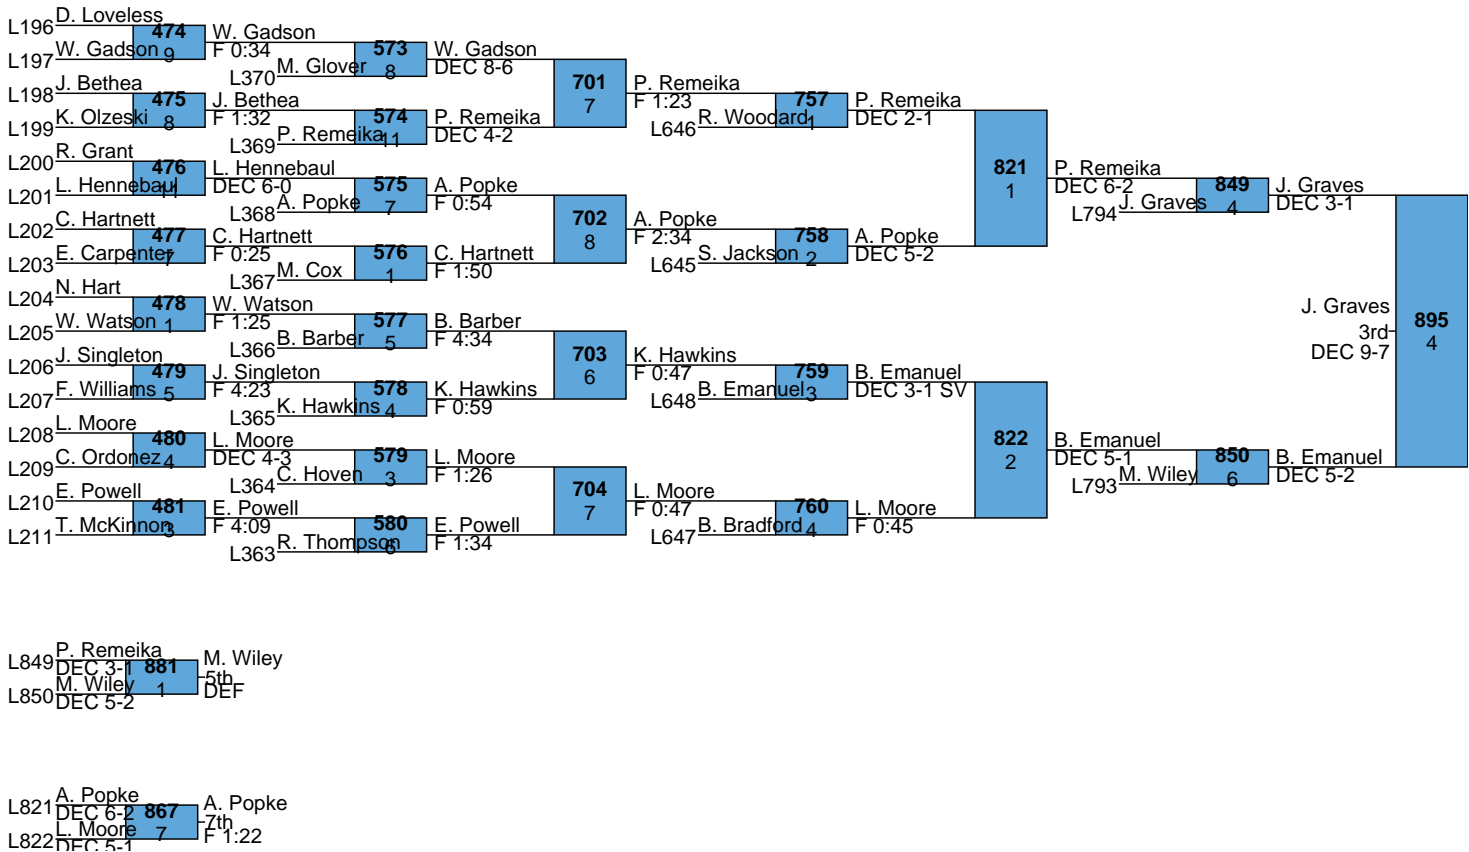 L196 D. Loveless
474
9
L197 W. Gadson
W. Gadson
F 0:34
L370 M. Glover
573
8
W. Gadson
DEC 8-6
701
7
L198 J. Bethea
475
8
L199 K. Olzeski
J. Bethea
F 1:32
L369 P. Remeika
574
11
P. Remeika
DEC 4-2
P. Remeika
F 1:23
L646 R. Woodard
757
1
P. Remeika
DEC 2-1
L200 R. Grant
476
11
L201 L. Hennebaul
L. Hennebaul
DEC 6-0
L368 A. Popke
575
7
A. Popke
F 0:54
702
8
L202 C. Hartnett
477
7
L203 E. Carpenter
C. Hartnett
F 0:25
L367 M. Cox
576
1
C. Hartnett
F 1:50
A. Popke
F 2:34
L645 S. Jackson
758
2
A. Popke
DEC 5-2
821
1
P. Remeika
DEC 6-2
L794 J. Graves
849
4
J. Graves
DEC 3-1
L204 N. Hart
478
1
L205 W. Watson
W. Watson
F 1:25
L366 B. Barber
577
5
B. Barber
F 4:34
703
6
L206 J. Singleton
479
5
L207 F. Williams
J. Singleton
F 4:23
L365 K. Hawkins
578
4
K. Hawkins
F 0:59
K. Hawkins
F 0:47
L648 B. Emanuel
759
3
B. Emanuel
DEC 3-1 SV
L208 L. Moore
480
4
L209 C. Ordonez
L. Moore
DEC 4-3
L364 C. Hoven
579
3
L. Moore
F 1:26
704
7
L210 E. Powell
481
3
L211 T. McKinnon
E. Powell
F 4:09
L363 R. Thompson
580
6
E. Powell
F 1:34
L. Moore
F 0:47
L647 B. Bradford
760
4
L. Moore
F 0:45
822
2
B. Emanuel
DEC 5-1
L793 M. Wiley
850
6
B. Emanuel
DEC 5-2
J. Graves
3rd
DEC 9-7
895
4
L849 P. Remeika
DEC 3-1
881
1
L850 M. Wiley
DEC 5-2
M. Wiley
5th
DEF
L821 A. Popke
DEC 6-2
867
7
L822 L. Moore
DEC 5-1
A. Popke
7th
F 1:22